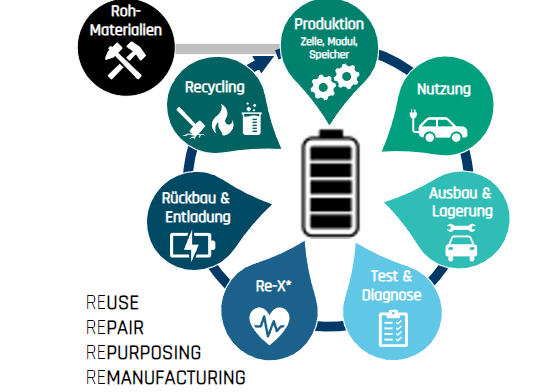 Roh-
Materialien
Produktion
Zelle, Modul,
Speicher
Nutzung
Ausbau &
Lagerung
Test &
Diagnose
Re-X*
Rückbau &
Entladung
Recycling
REUSE
REPAIR
REPURPOSING
REMANUFACTURING